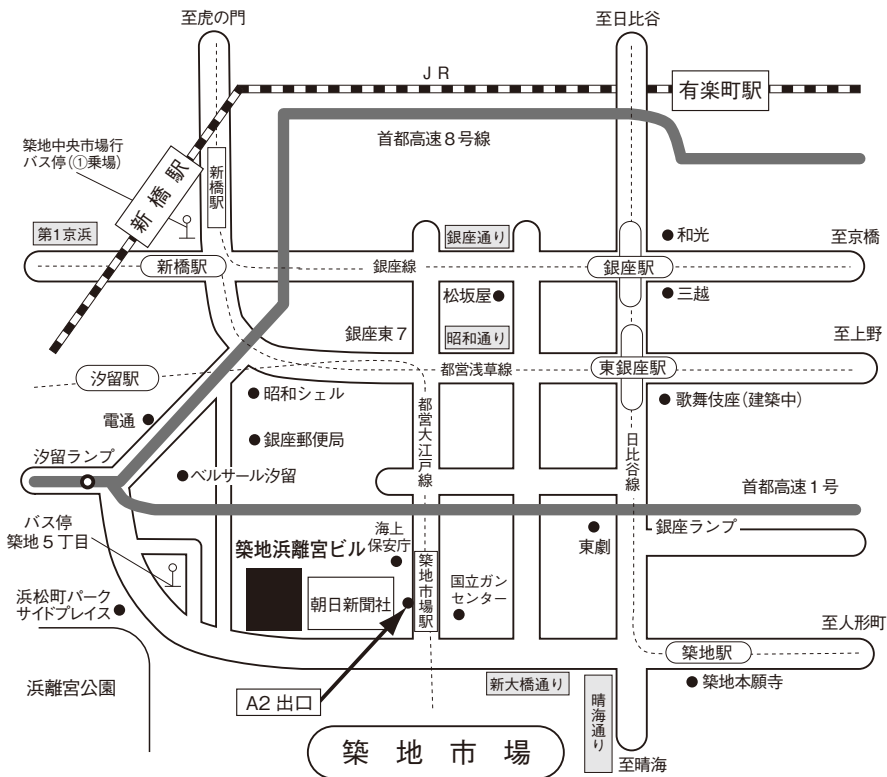 至虎の門
至日比谷
JR
有楽町駅
築地中央市場行
バス停(①乗場)
首都高速8号線
新橋駅
新橋駅
第1京浜
銀座通り
和光
至京橋
新橋駅
銀座線
銀座駅
松坂屋
三越
銀座東7
昭和通り
至上野
汐留駅
都営浅草線
東銀座駅
昭和シェル
都営大江戸線
歌舞伎座(建築中)
電通
銀座郵便局
日比谷線
汐留ランプ
ベルサール汐留
首都高速1号
バス停
築地5丁目
海上
保安庁
築地浜離宮ビル
東劇
銀座ランプ
築地市場駅
国立ガン
センター
朝日新聞社
浜松町パーク
サイドプレイス
至人形町
築地駅
浜離宮公園
A2出口
新大橋通り
晴海通り
築地本願寺
築地市場
至晴海